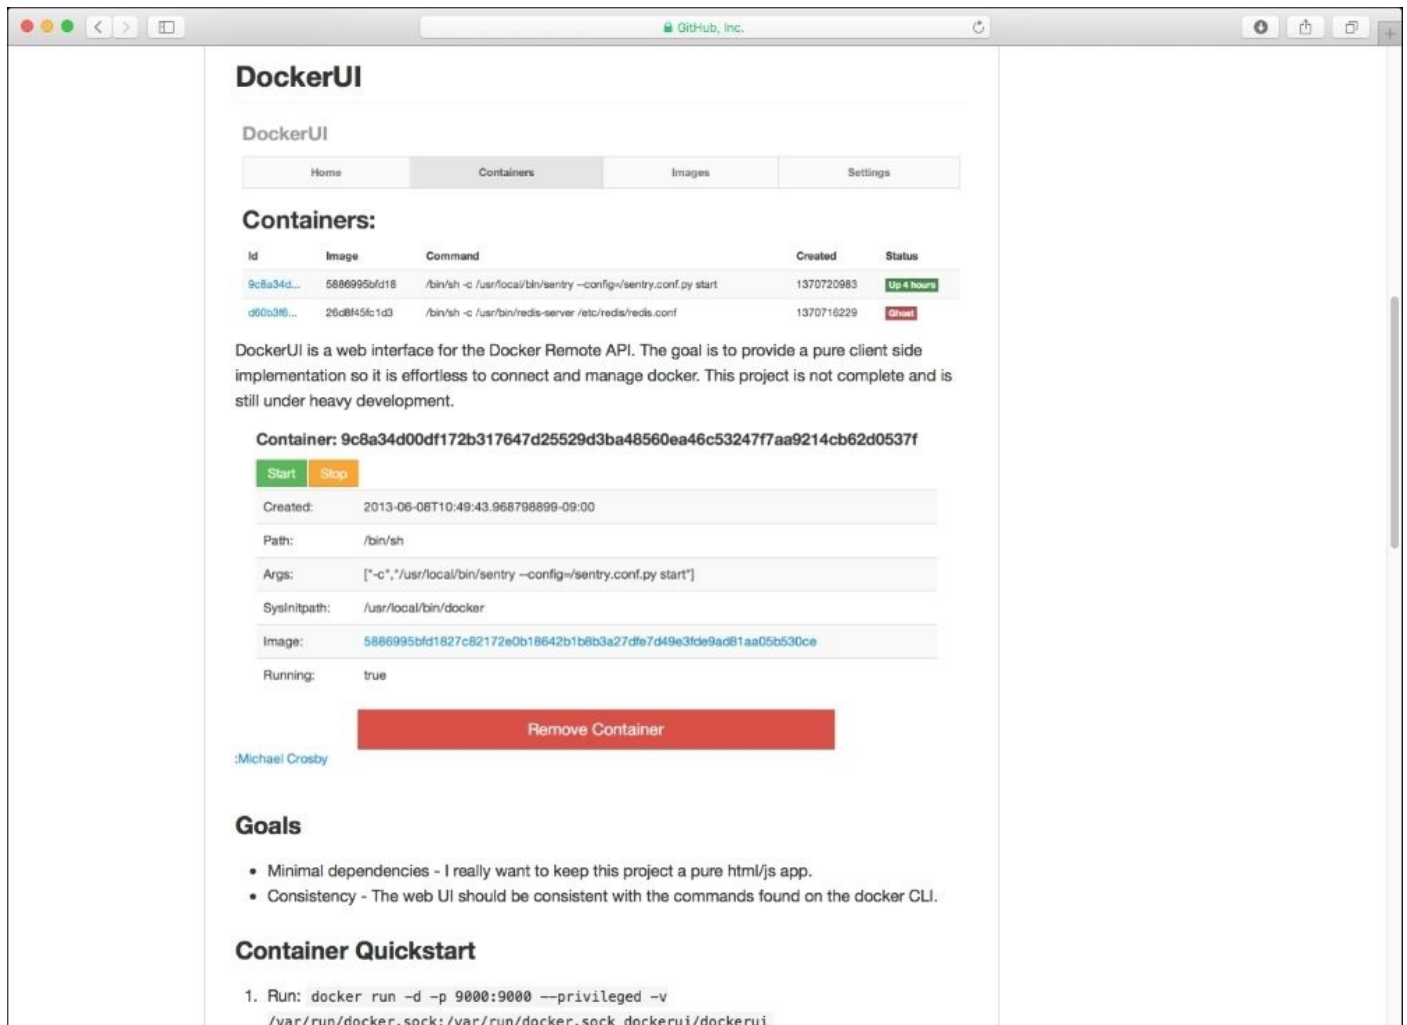 GitHub, Inc.
DockerUI
DockerUI
Home Containers Images Settings
Containers:
Id Image Command Created Status
9c8a34d... 5886995bfd18 /bin/sh -c /usr/local/bin/sentry --config=/sentry.conf.py start 1370720983 Up 4 hours
d60b3f6... 26d8f45fc1d3 /bin/sh -c /usr/bin/redis-server /etc/redis/redis.conf 1370716229 Ghost
DockerUI is a web interface for the Docker Remote API. The goal is to provide a pure client side
implementation so it is effortless to connect and manage docker. This project is not complete and is
still under heavy development.
Container: 9c8a34d00df172b317647d25529d3ba48560ea46c53247f7aa9214cb62d0537f
Start Stop
Created: 2013-06-08T10:49:43.968798899-09:00
Path: /bin/sh
Args: ["-c","/usr/local/bin/sentry --config=/sentry.conf.py start"]
SysInitpath: /usr/local/bin/docker
Image: 5886995bfd1827c82172e0b18642b1b8b3a27dfe7d49e3fde9ad81aa05b530ce
Running: true
Remove Container
:Michael Crosby
Goals
• Minimal dependencies - I really want to keep this project a pure html/js app.
• Consistency - The web UI should be consistent with the commands found on the docker CLI.
Container Quickstart
1. Run: docker run -d -p 9000:9000 --privileged -v
/var/run/docker.sock:/var/run/docker.sock dockerui/dockerui